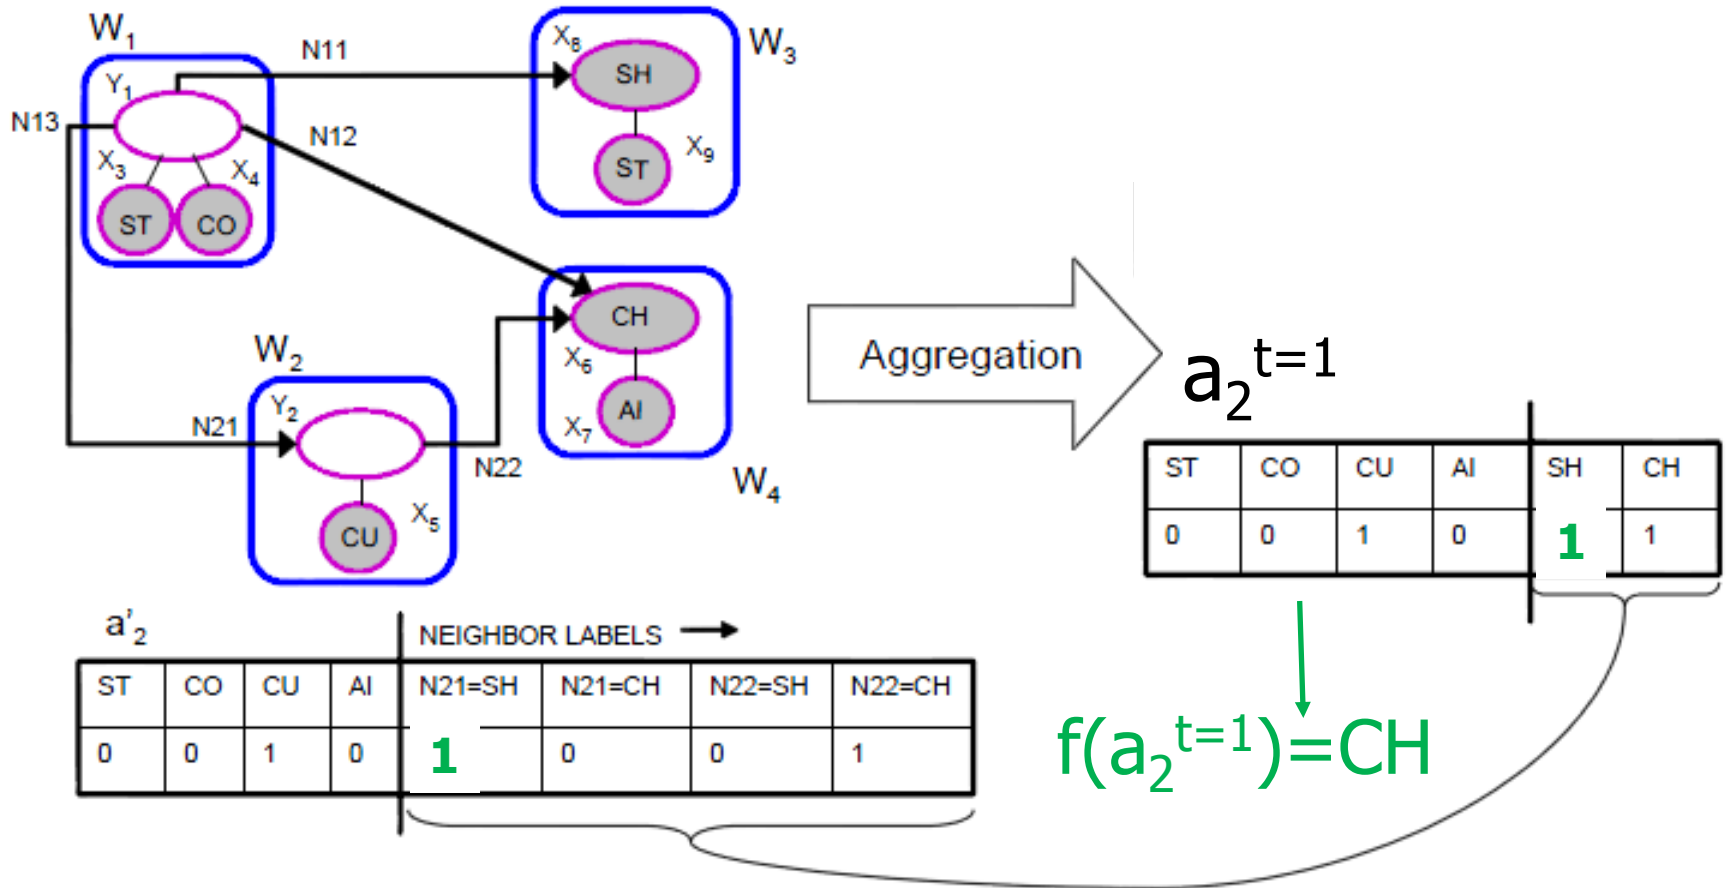 W1
N11
X8
W3
Y1
SH
N13
N12
X3
X4
X9
ST
ST
CO
CH
W2
X6
Aggregation
a2^t=1
Y2
AI
N21
X7
N22
W4
ST CO CU AI SH CH
X5
CU
0 0 1 0 1 1
a'2
NEIGHBOR LABELS
ST CO CU AI N21=SH N21=CH N22=SH N22=CH
0 0 1 0 1 0 0 1
f(a2^t=1)=CH